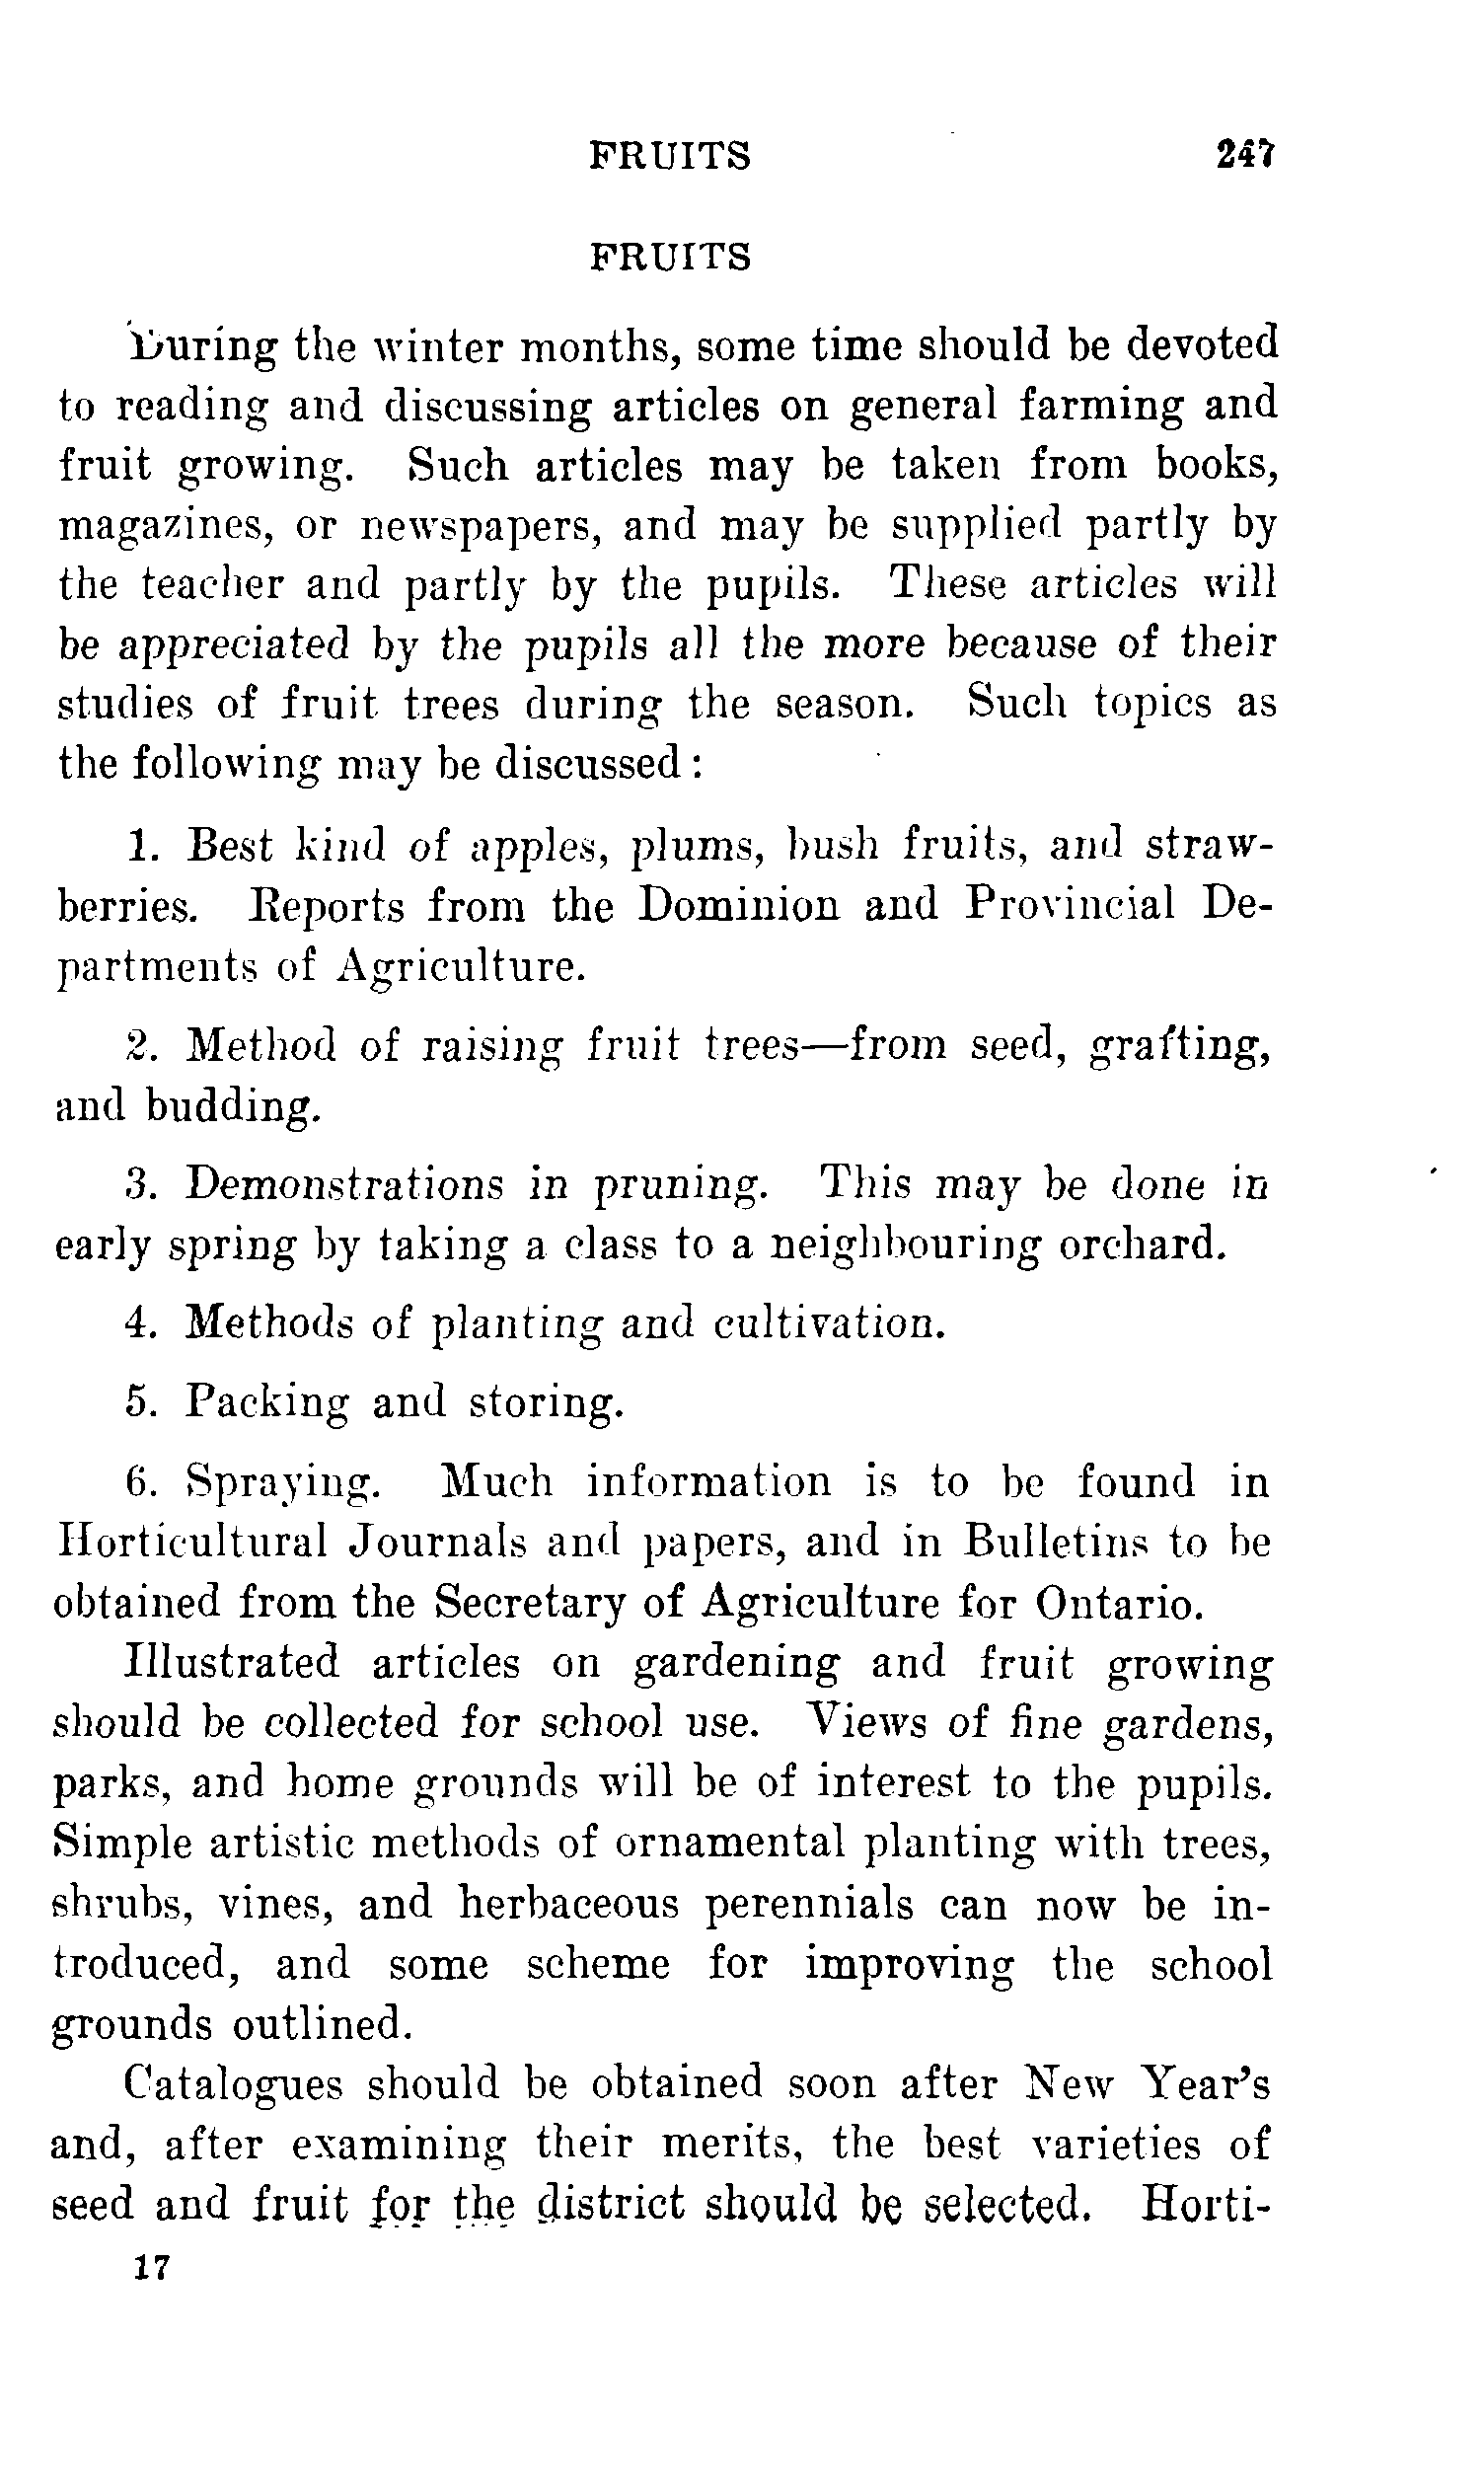 FRUITS 247
FRUITS
During the winter months, some time should be devoted
to reading and discussing articles on general farming and
fruit growing. Such articles may be taken from books,
magazines, or newspapers, and may be supplied partly by
the teacher and partly by the pupils. These articles will
be appreciated by the pupils all the more because of their
studies of fruit trees during the season. Such topics as
the following may be discussed:
1. Best kind of apples, plums, bush fruits, and straw-
berries. Reports from the Dominion and Provincial De-
partments of Agriculture.
2. Method of raising fruit trees—from seed, grafting,
and budding.
3. Demonstrations in pruning. This may be done in
early spring by taking a class to a neighbouring orchard.
4. Methods of planting and cultivation.
5. Packing and storing.
6. Spraying. Much information is to be found in
Horticultural Journals and papers, and in Bulletins to be
obtained from the Secretary of Agriculture for Ontario.
Illustrated articles on gardening and fruit growing
should be collected for school use. Views of fine gardens,
parks, and home grounds will be of interest to the pupils.
Simple artistic methods of ornamental planting with trees,
shrubs, vines, and herbaceous perennials can now be in-
troduced, and some scheme for improving the school
grounds outlined.
Catalogues should be obtained soon after New Year's
and, after examining their merits, the best varieties of
seed and fruit for the district should be selected. Horti-
17